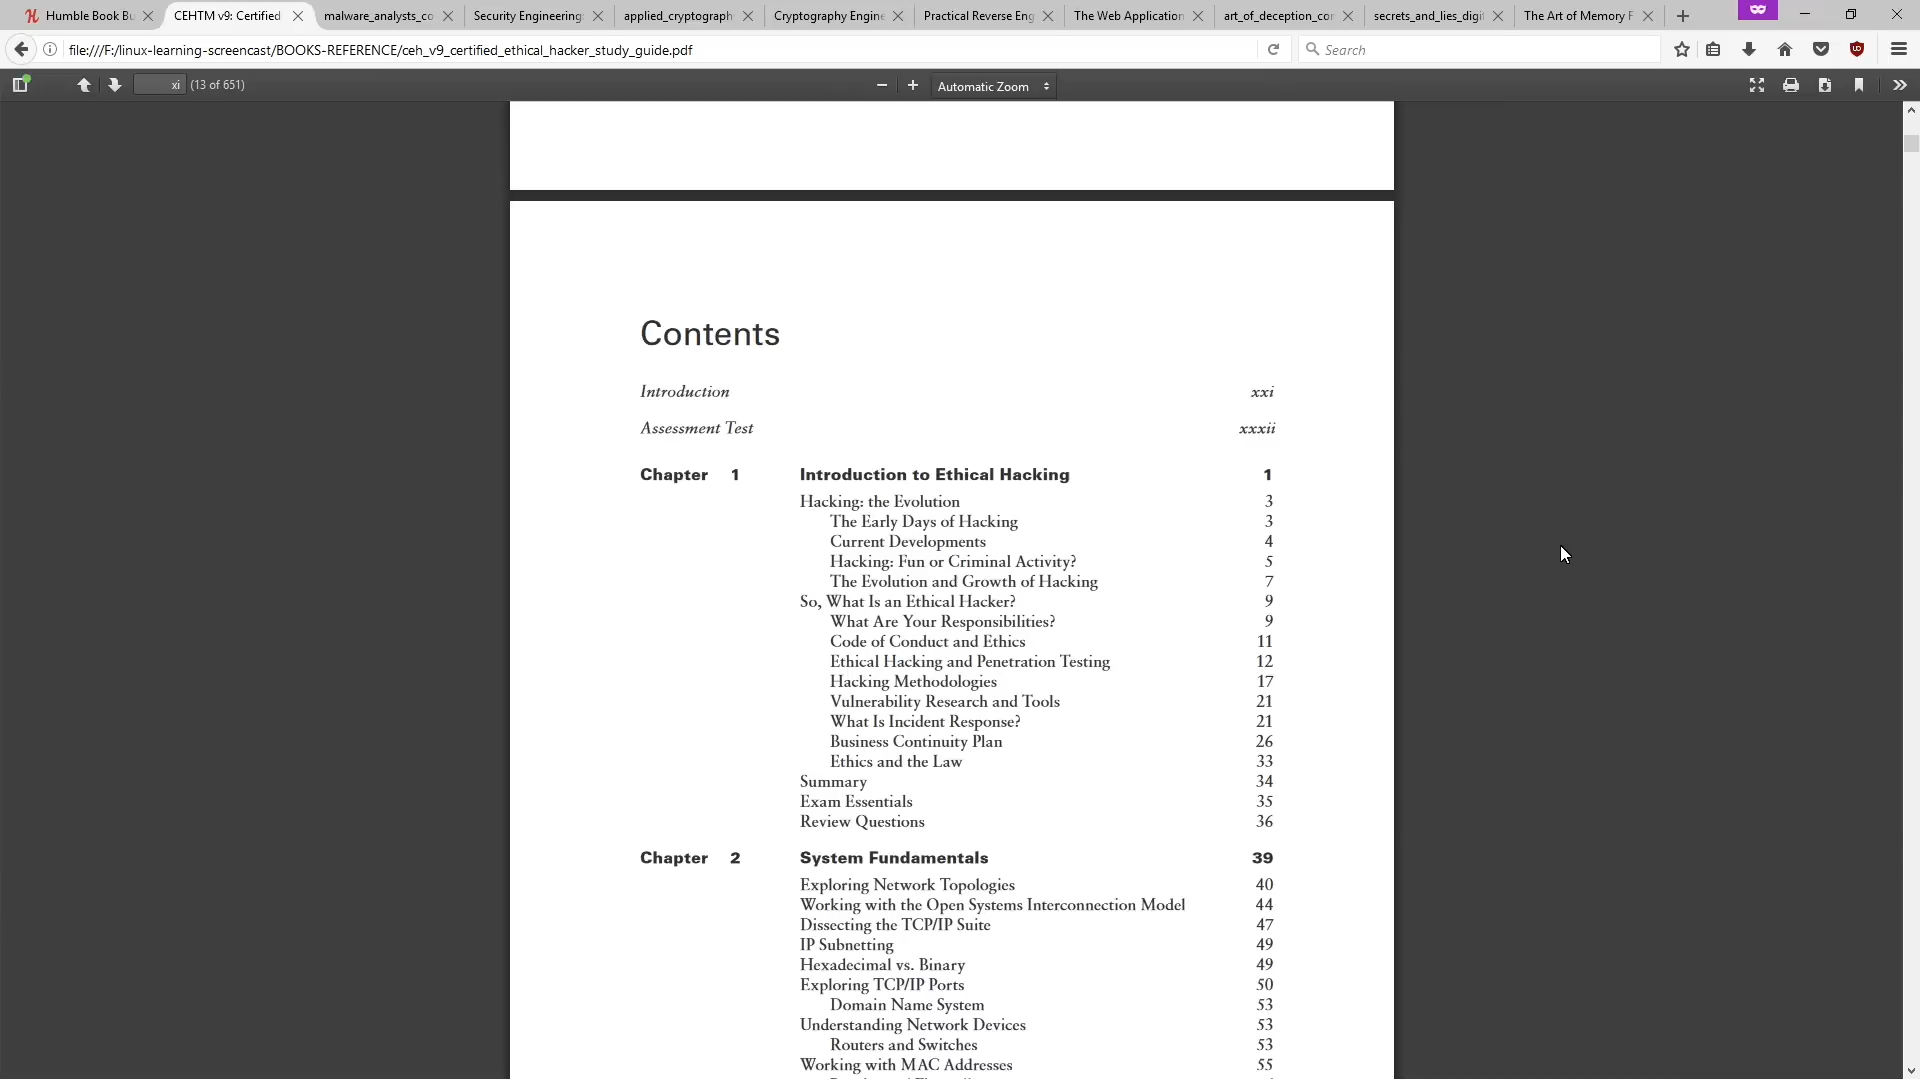 Humble Book Bu
CEHTM v9: Certified
malware_analysts_co
Security Engineering:
applied_cryptograph
Cryptography Engine
Practical Reverse Eng
The Web Application
art_of_deception_cor
secrets_and_lies_digit
The Art of Memory F
file:///F:/linux-learning-screencast/BOOKS-REFERENCE/ceh_v9_certified_ethical_hacker_study_guide.pdf
Search
xi (13 of 651)
Automatic Zoom
Contents
Introduction xxi
Assessment Test xxxii
Chapter 1 Introduction to Ethical Hacking 1
Hacking: the Evolution 3
The Early Days of Hacking 3
Current Developments 4
Hacking: Fun or Criminal Activity? 5
The Evolution and Growth of Hacking 7
So, What Is an Ethical Hacker? 9
What Are Your Responsibilities? 9
Code of Conduct and Ethics 11
Ethical Hacking and Penetration Testing 12
Hacking Methodologies 17
Vulnerability Research and Tools 21
What Is Incident Response? 21
Business Continuity Plan 26
Ethics and the Law 33
Summary 34
Exam Essentials 35
Review Questions 36
Chapter 2 System Fundamentals 39
Exploring Network Topologies 40
Working with the Open Systems Interconnection Model 44
Dissecting the TCP/IP Suite 47
IP Subnetting 49
Hexadecimal vs. Binary 49
Exploring TCP/IP Ports 50
Domain Name System 53
Understanding Network Devices 53
Routers and Switches 53
Working with MAC Addresses 55